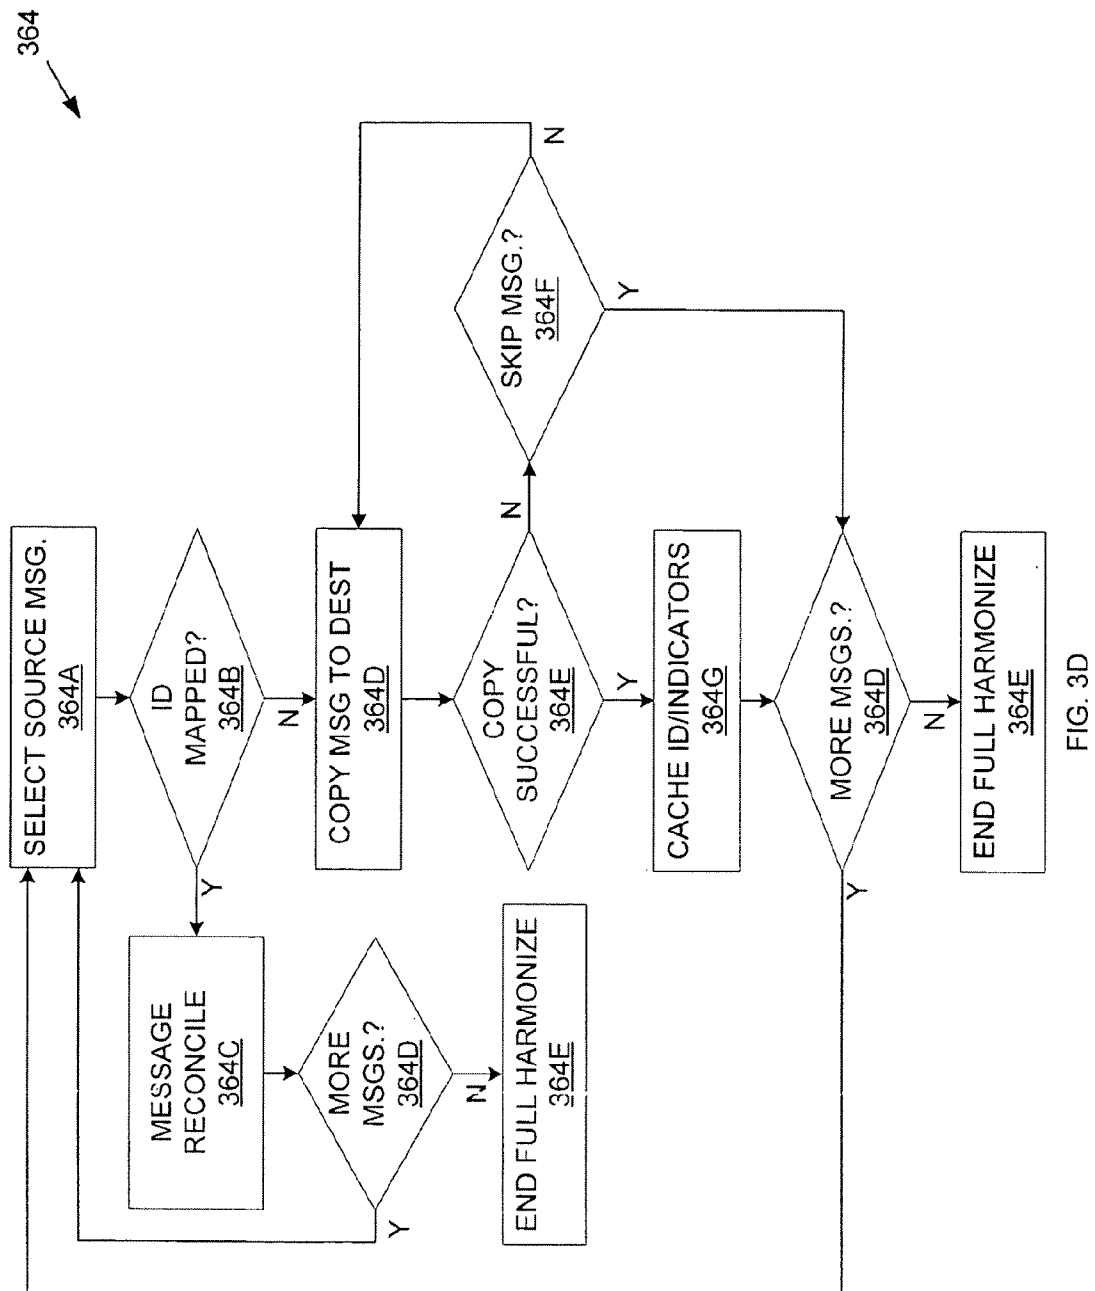 364
SELECT SOURCE MSG.
364A
ID
MAPPED?
364B
Y
N
MESSAGE
RECONCILE
364C
MORE
MSGS.?
364D
Y
N
END FULL HARMONIZE
364E
COPY MSG TO DEST
364D
COPY
SUCCESSFUL?
364E
N
Y
SKIP MSG.?
364F
N
Y
CACHE ID/INDICATORS
364G
MORE MSGS.?
364D
Y
N
END FULL HARMONIZE
364E
FIG. 3D